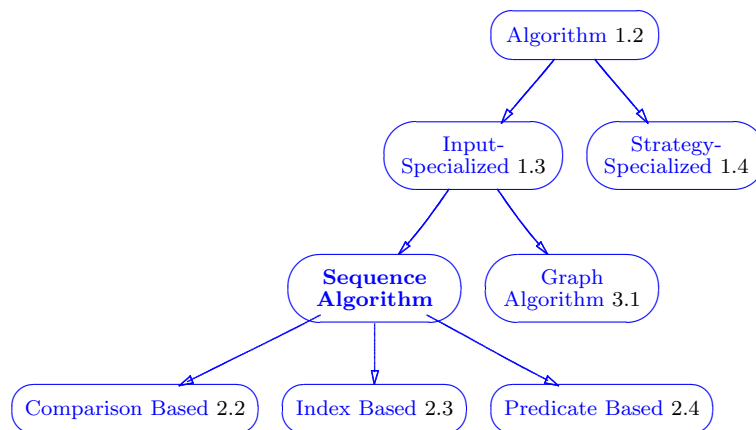 Algorithm 1.2
Input-
Specialized 1.3
Strategy-
Specialized 1.4
Sequence
Algorithm
Graph
Algorithm 3.1
Comparison Based 2.2
Index Based 2.3
Predicate Based 2.4